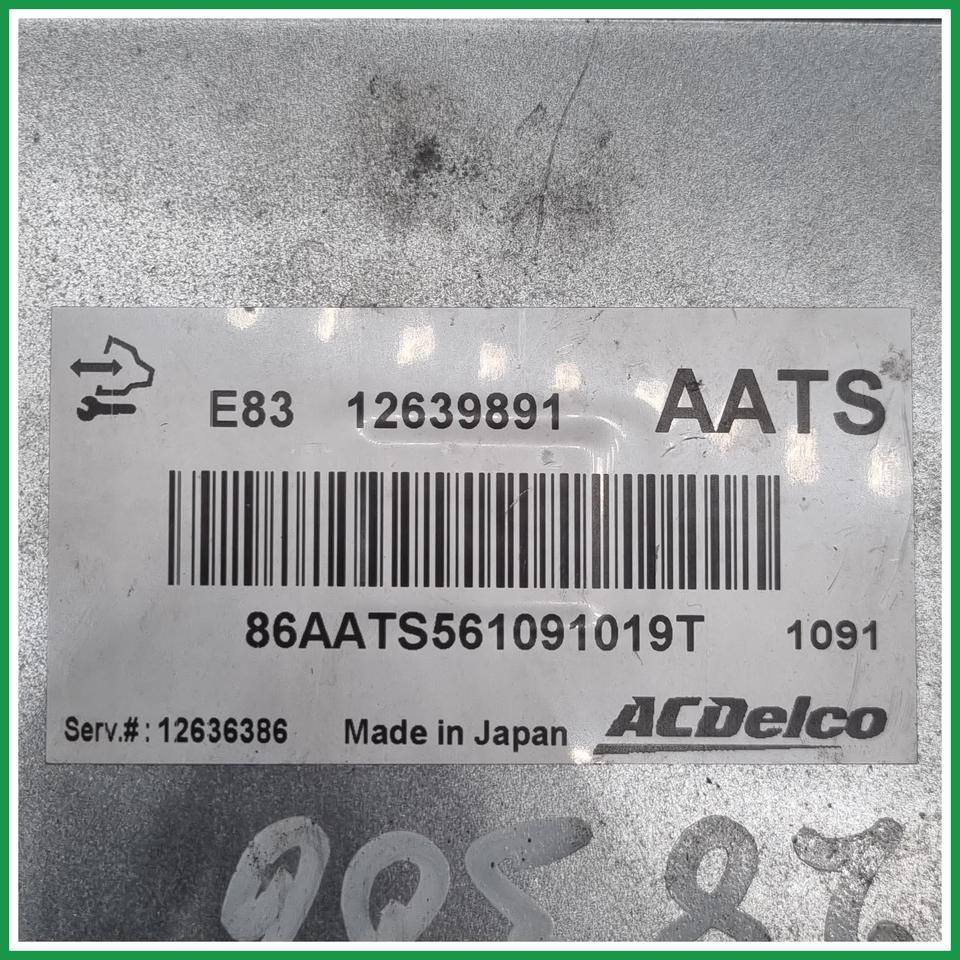 E83 12639891 AATS
86AATS561091019T 1091
Serv.#: 12636386 Made in Japan ACDelco